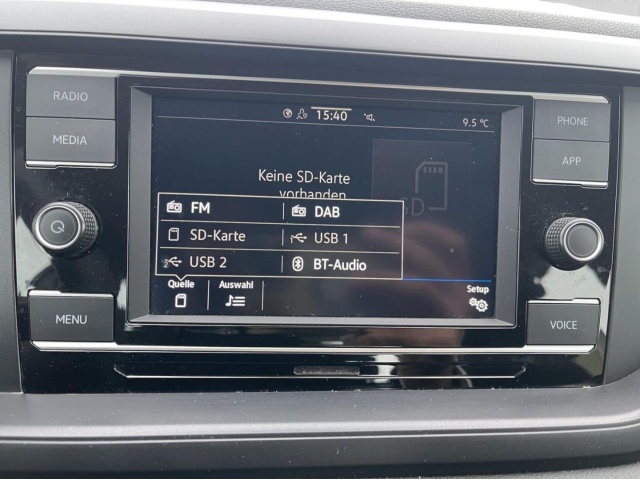 RADIO
MEDIA
MENU
15:40
9.5 °C
Keine SD-Karte
vorhanden
SD
FM
DAB
SD-Karte
USB 1
USB 2
BT-Audio
Quelle
Auswahl
Setup
PHONE
APP
VOICE